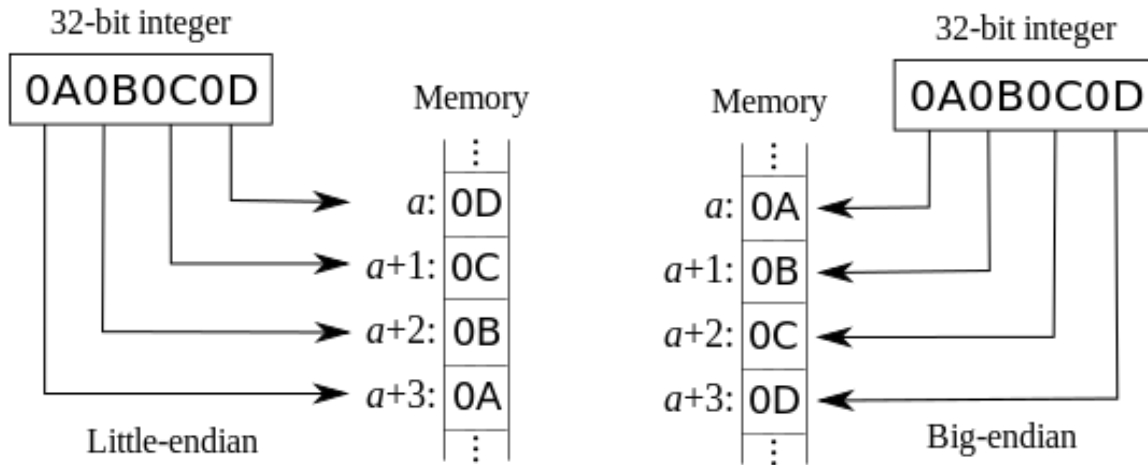 32-bit integer
0A0B0C0D
Memory
⋮
a: 0D
a+1: 0C
a+2: 0B
a+3: 0A
⋮
Little-endian
32-bit integer
0A0B0C0D
Memory
⋮
a: 0A
a+1: 0B
a+2: 0C
a+3: 0D
⋮
Big-endian